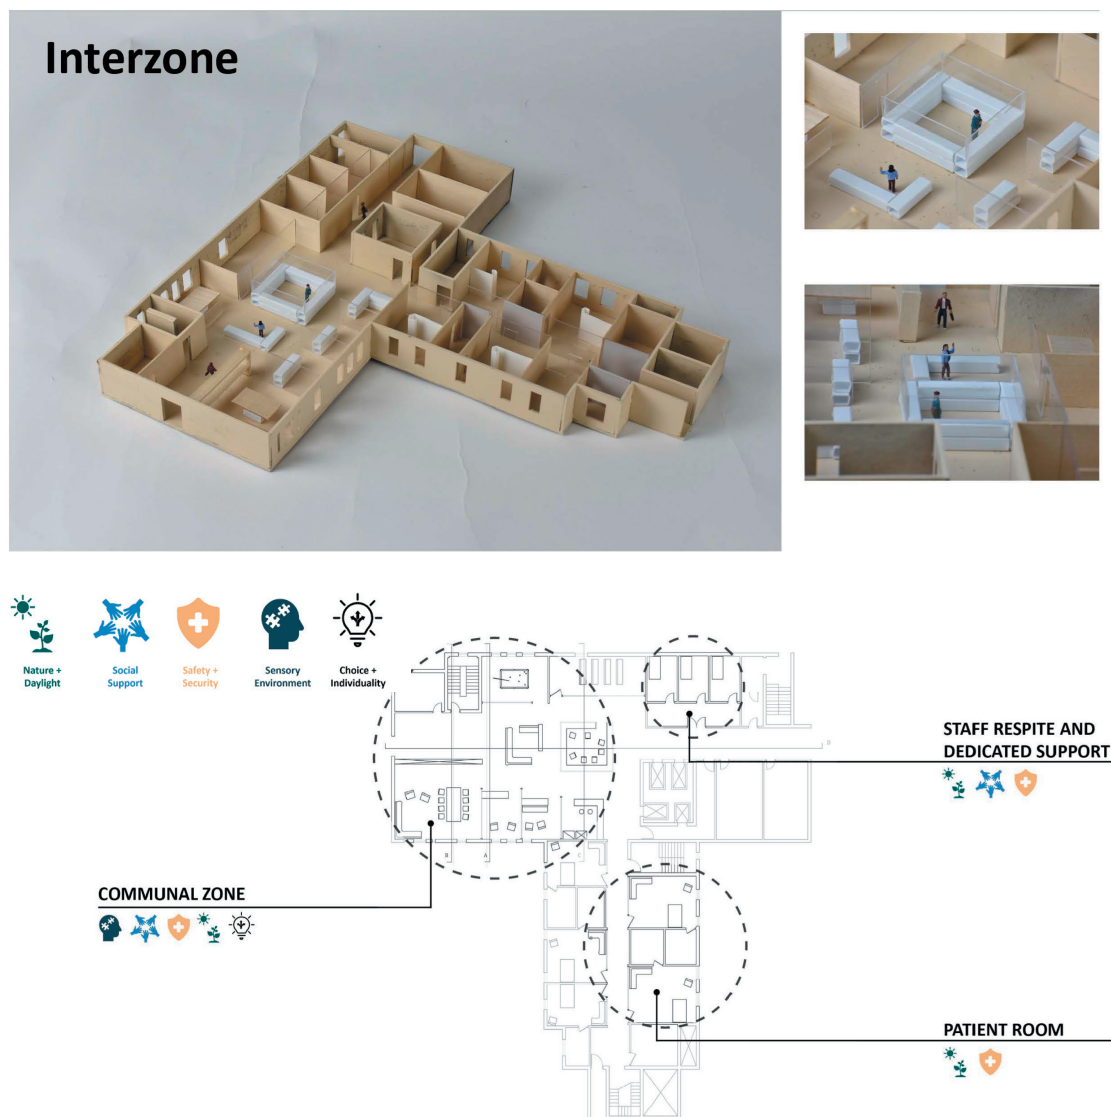 Interzone
Nature +
Daylight
Social
Support
Safety +
Security
Sensory
Environment
Choice +
Individuality
STAFF RESPITE AND
DEDICATED SUPPORT
COMMUNAL ZONE
PATIENT ROOM
B
A
C